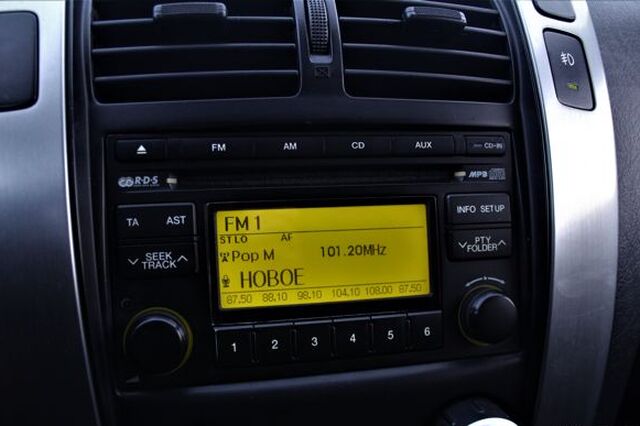 FM AM CD AUX CD-IN
R·D·S MP3
TA AST
SEEK
TRACK
FM 1
ST LO AF
Pop M 101.20MHz
HOBOE
87.50 88.10 98.10 104.10 108.00 87.50
INFO SETUP
PTY
FOLDER
1 2 3 4 5 6